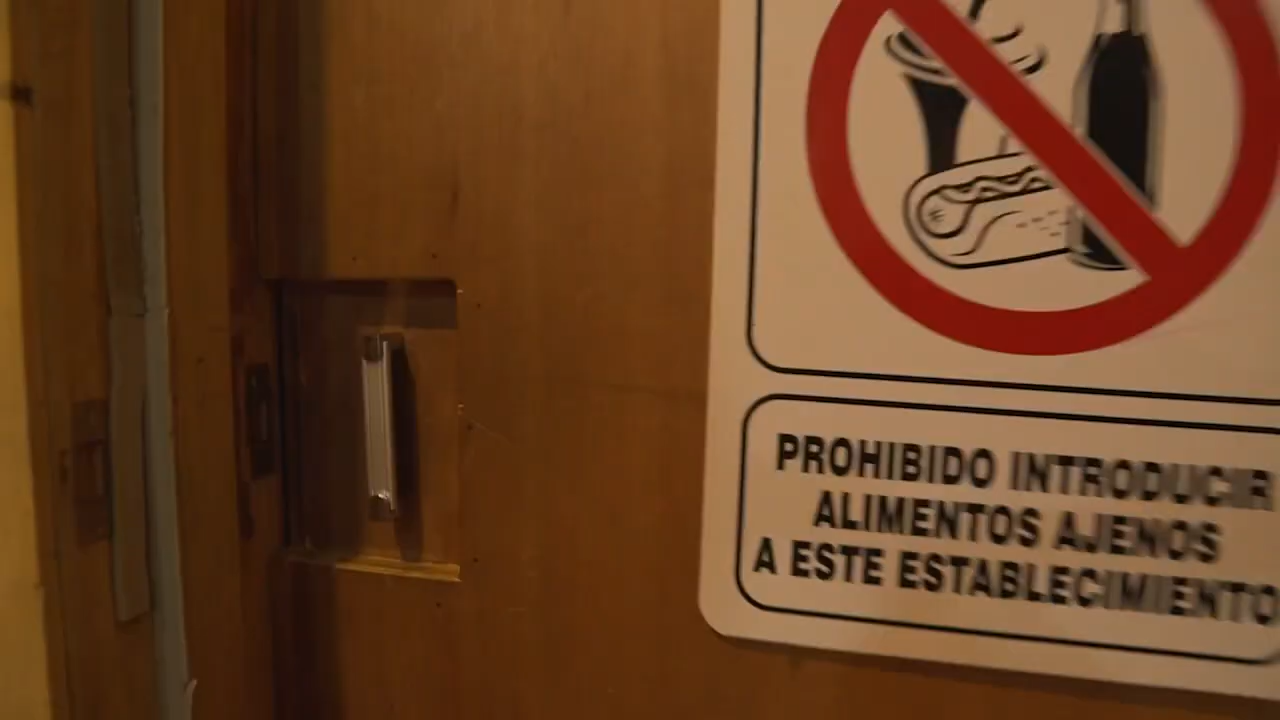 PROHIBIDO INTRODUCIR
ALIMENTOS AJENOS
A ESTE ESTABLECIMIENTO